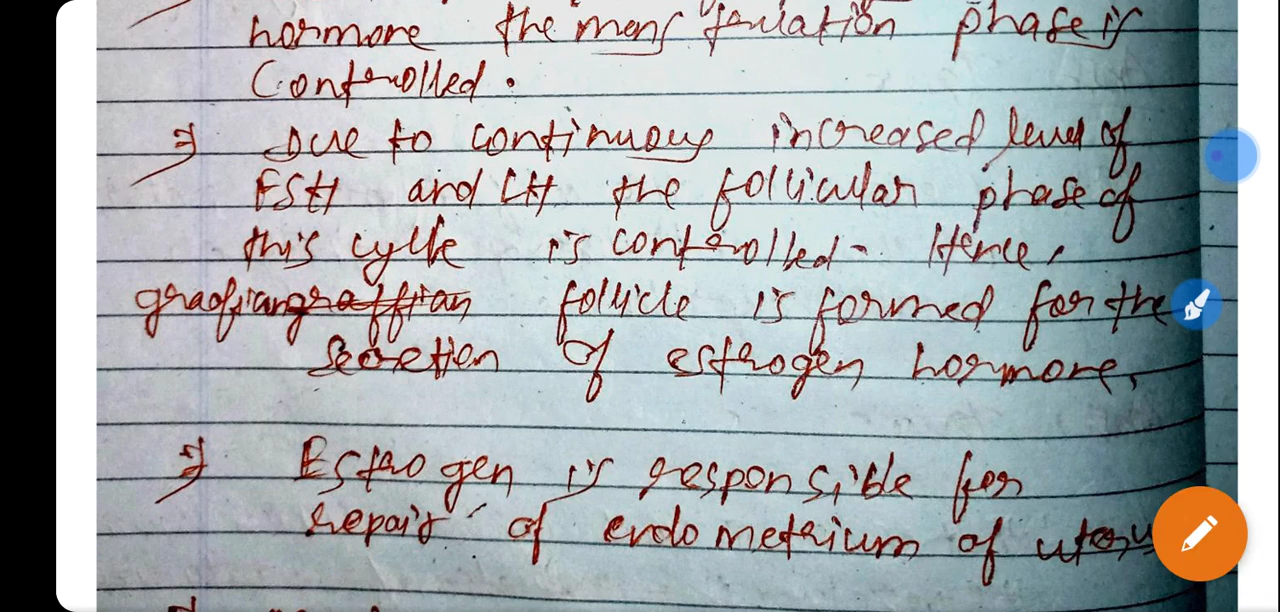 hormone the menstruation phase is
Controlled.
⇒ Due to continuous increased level of
FSH and LH the follicular phase of
this cycle is controlled. Hence,
graafian graffian follicle is formed for the
secretion of estrogen hormone,
⇒ Estrogen is responsible for
repair of endometrium of uterus